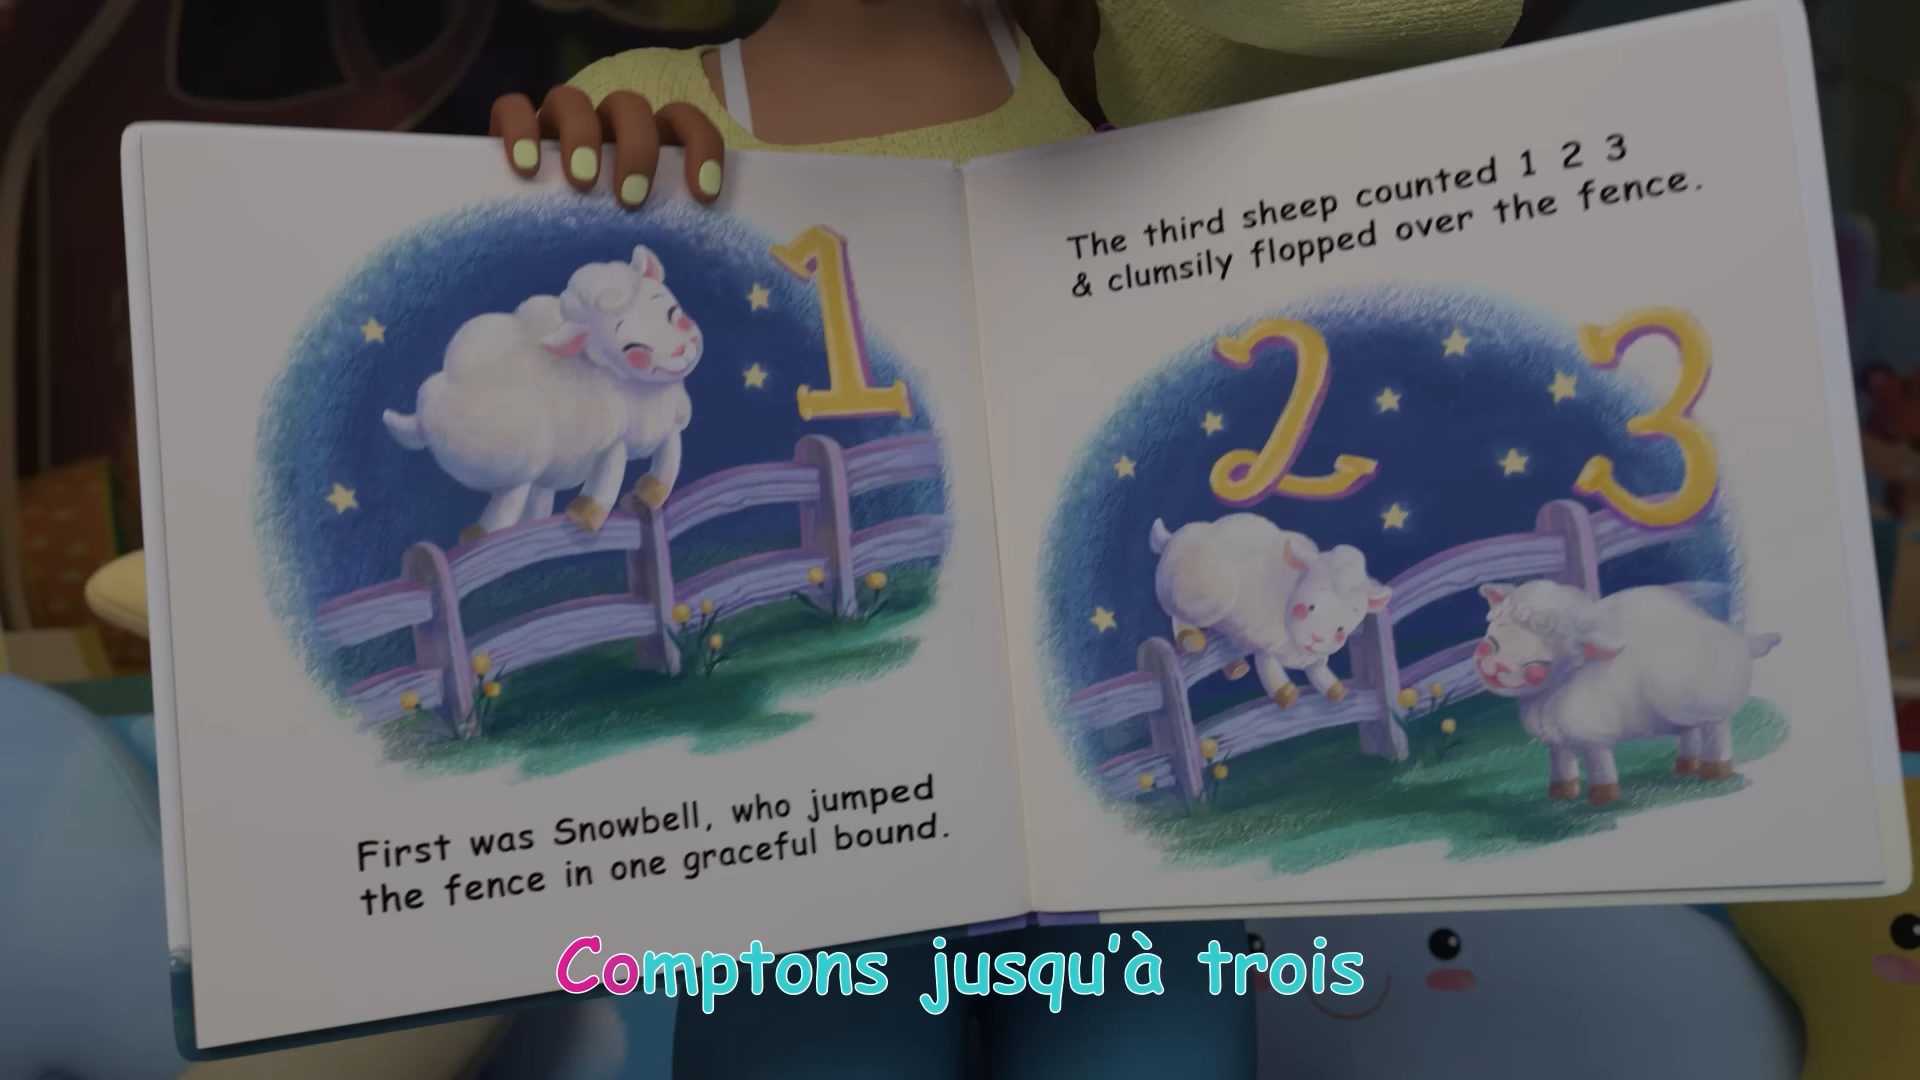 1
First was Snowbell, who jumped
the fence in one graceful bound.
The third sheep counted 1 2 3
& clumsily flopped over the fence.
2 3
Comptons jusqu'à trois